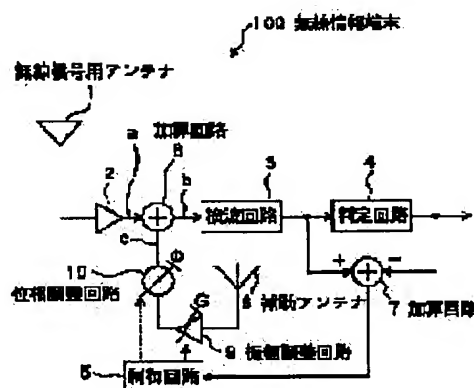 100 無線情報端末
無線信号用アンテナ
1
a
加算回路
8
2
b
3
4
検波回路
判定回路
c
10
Φ
位相調整回路
G
補助アンテナ
+
−
7 加算回路
9 振幅調整回路
5
制御回路